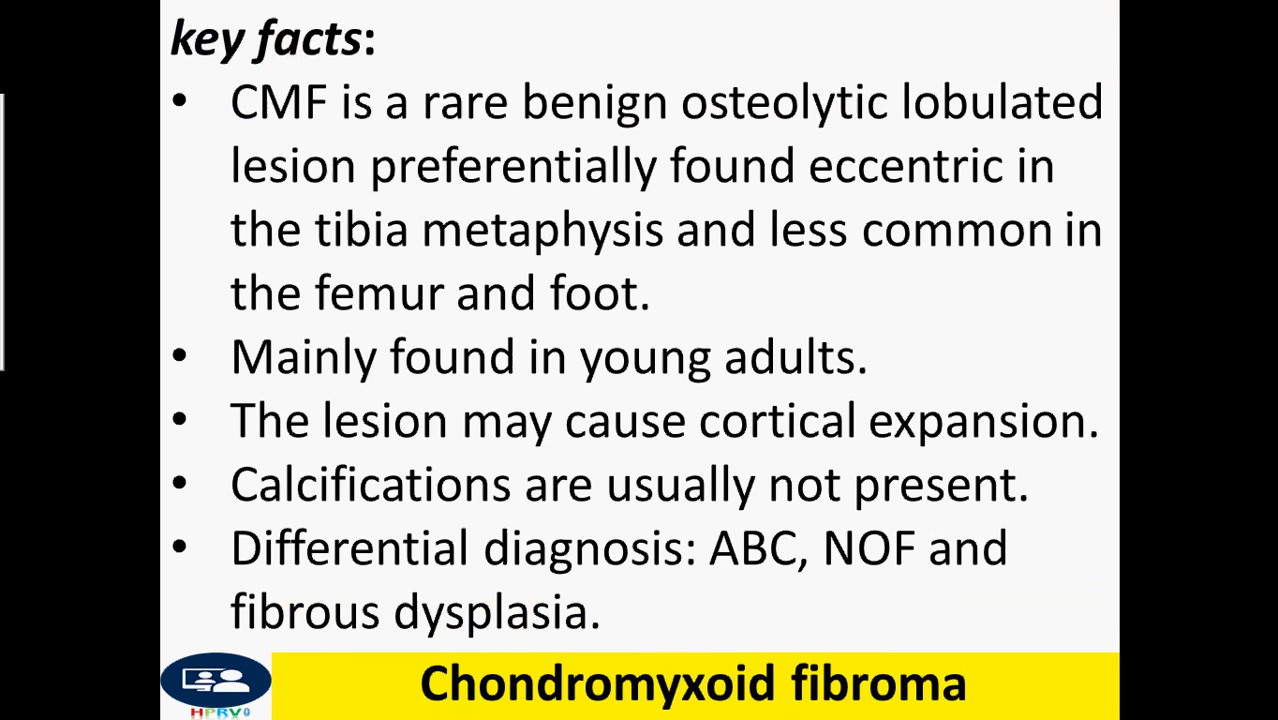 key facts:
• CMF is a rare benign osteolytic lobulated
lesion preferentially found eccentric in
the tibia metaphysis and less common in
the femur and foot.
• Mainly found in young adults.
• The lesion may cause cortical expansion.
• Calcifications are usually not present.
• Differential diagnosis: ABC, NOF and
fibrous dysplasia.
Chondromyxoid fibroma